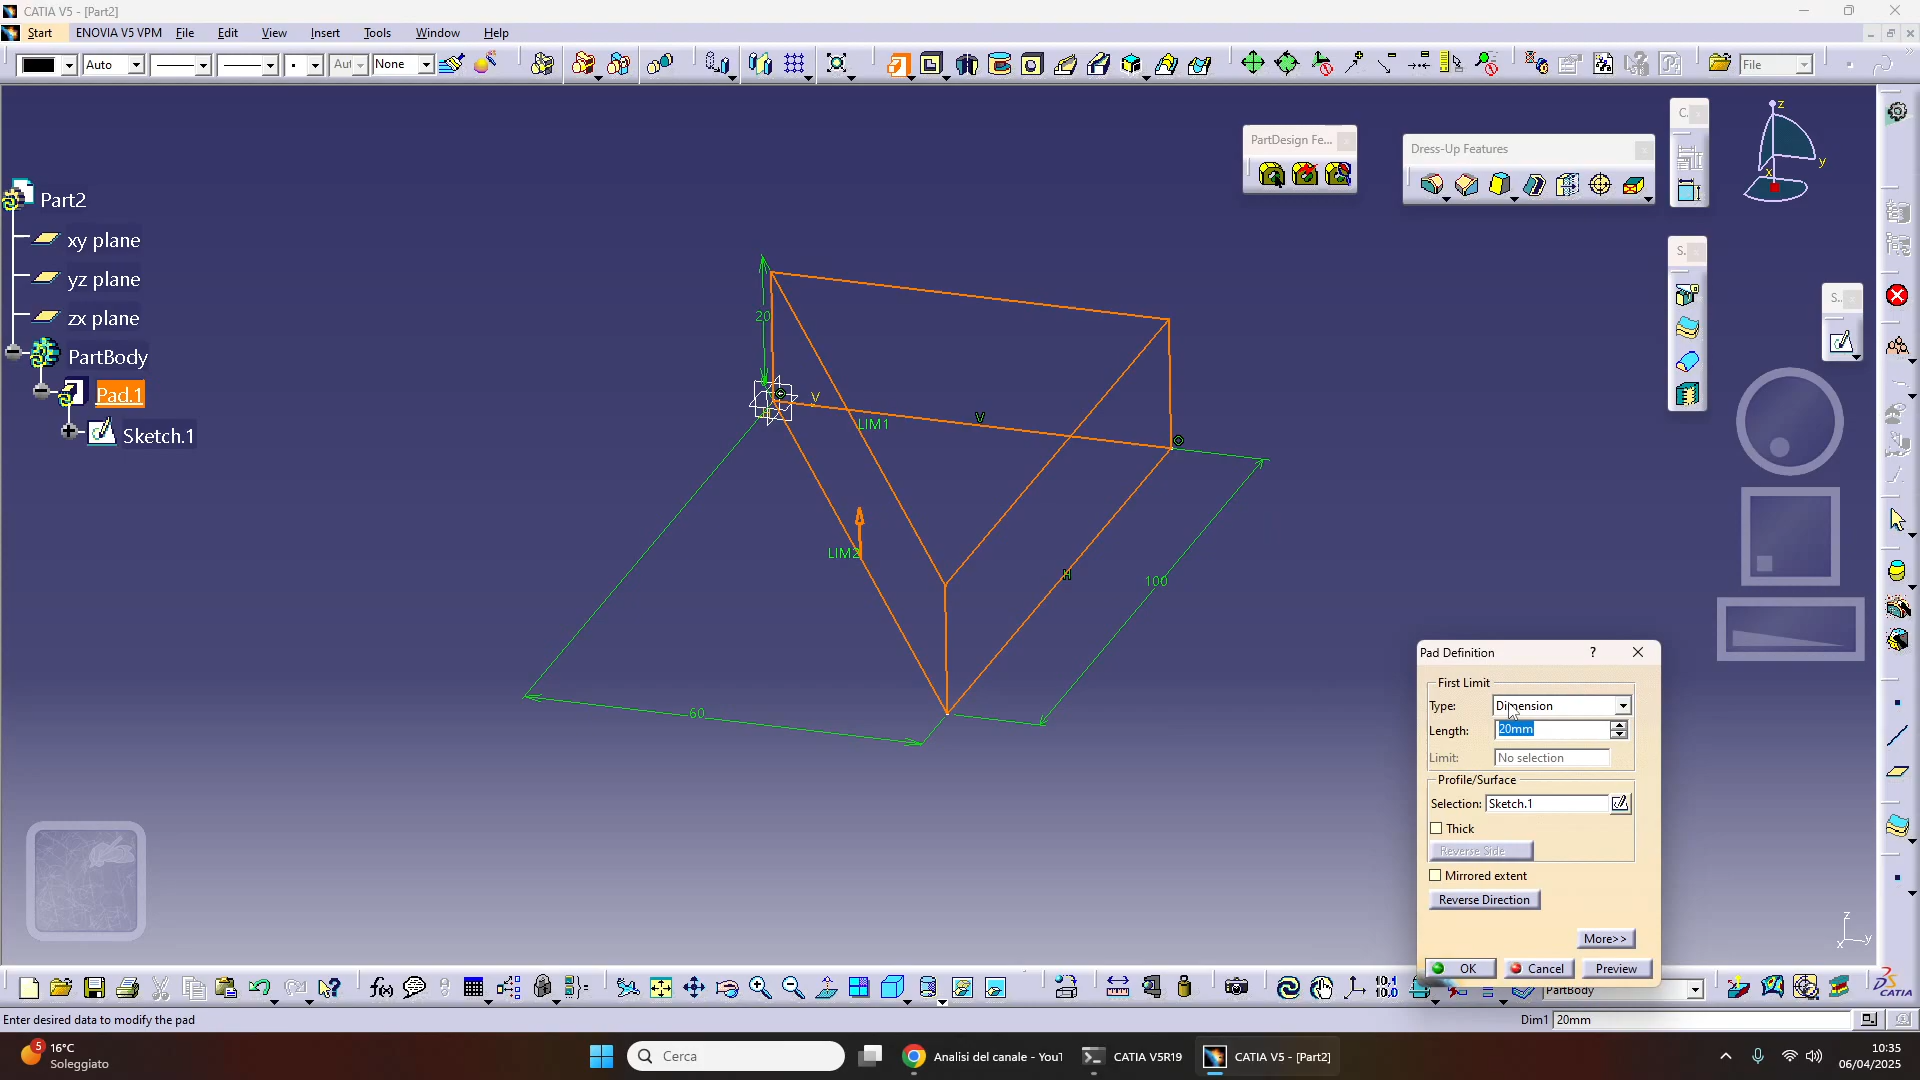 CATIA V5 - [Part2]
Start ENOVIA V5 VPM File Edit View Insert Tools Window Help
Auto None File
PartDesign Fe...
Dress-Up Features
C.
S.
S..
z
y
x
Part2
xy plane
yz plane
zx plane
PartBody
Pad.1
Sketch.1
20
V
H
LIM1
V
LIM2
H
100
60
Pad Definition ?
First Limit
Type: Dimension
Length: 20mm
Limit: No selection
Profile/Surface
Selection: Sketch.1
Thick
Reverse Side
Mirrored extent
Reverse Direction
More>>
OK Cancel Preview
z
x y
PartBody
Enter desired data to modify the pad
Dim1 20mm
5
16°C
Soleggiato
Cerca
Analisi del canale - YouT
CATIA V5R19
CATIA V5 - [Part2]
10:35
06/04/2025